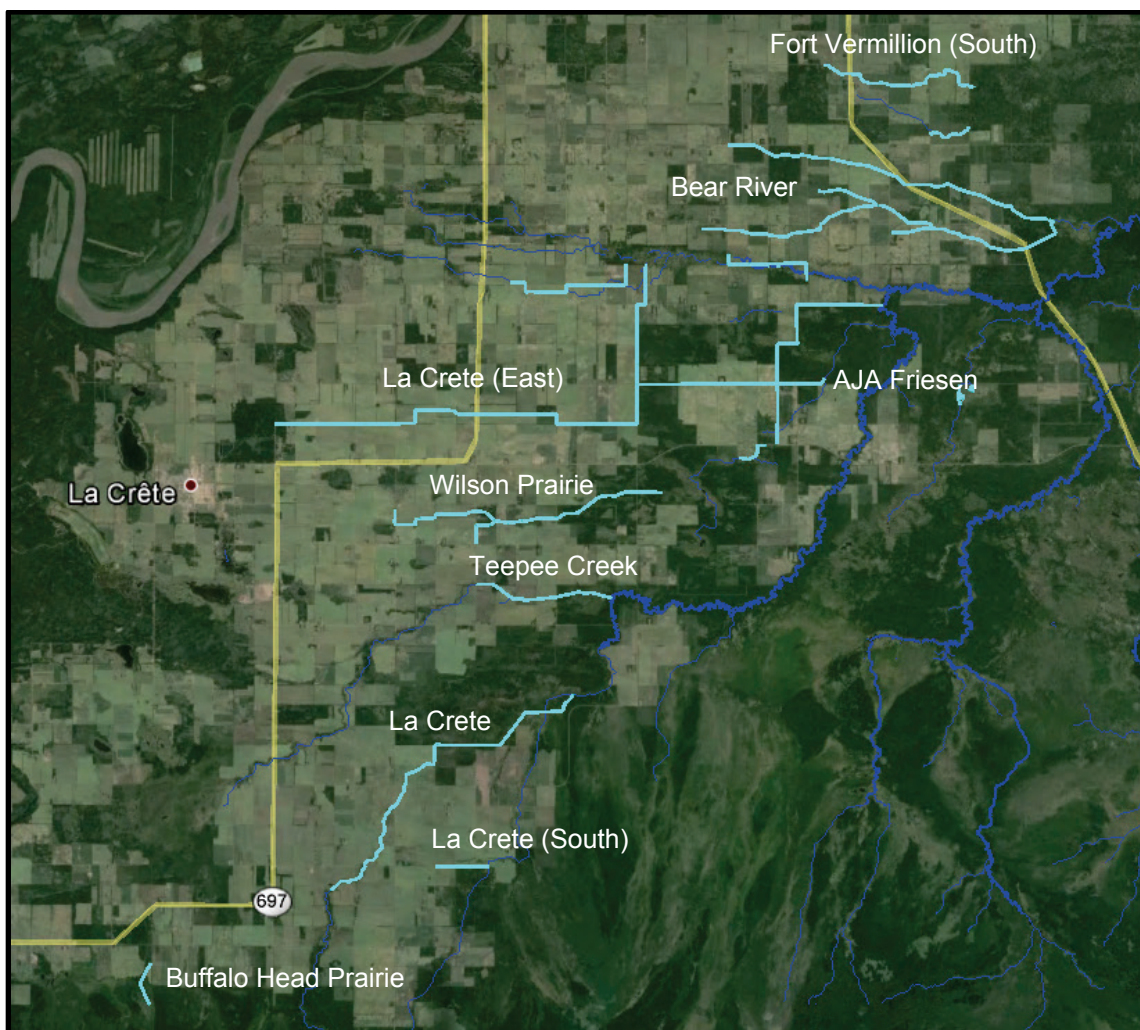 Fort Vermillion (South)
Bear River
La Crete (East)
AJA Friesen
La Crête
Wilson Prairie
Teepee Creek
La Crete
La Crete (South)
697
Buffalo Head Prairie